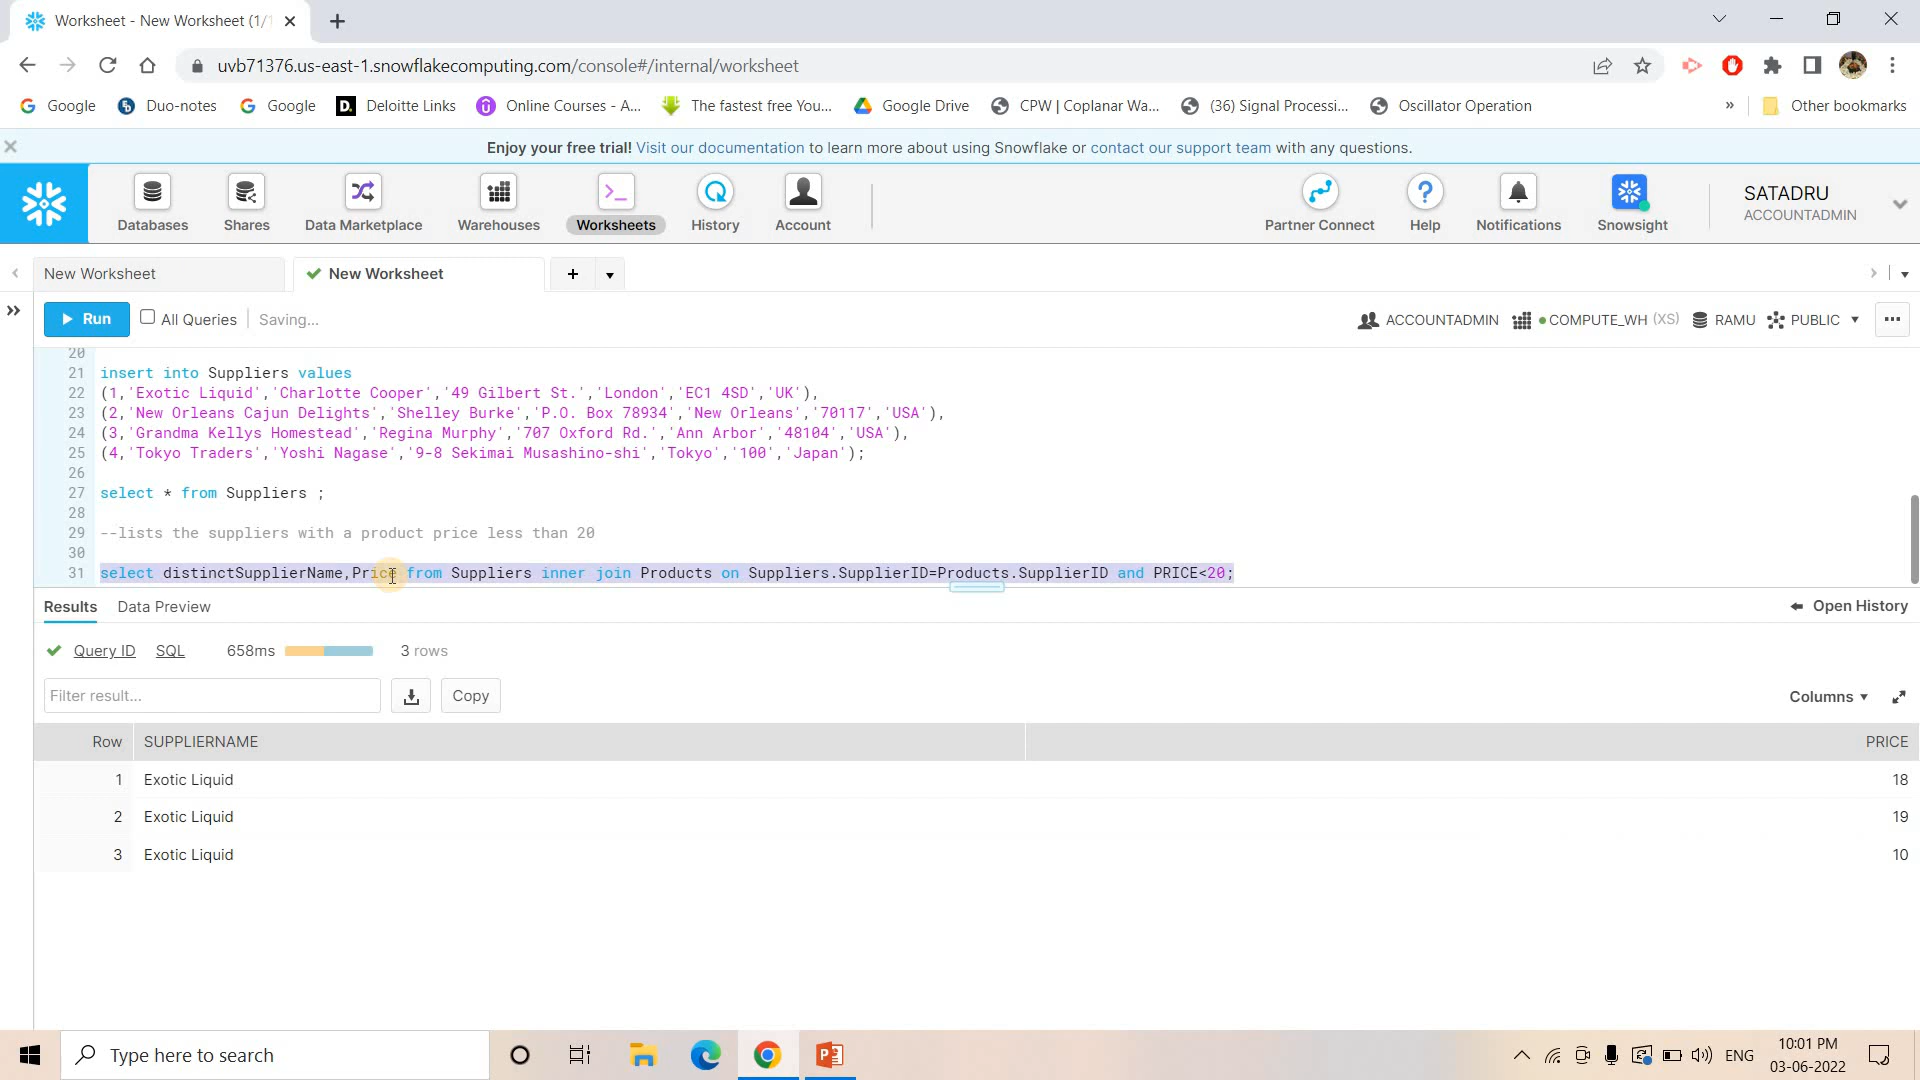 Worksheet - New Worksheet (1/1
uvb71376.us-east-1.snowflakecomputing.com/console#/internal/worksheet
Google
Duo-notes
Google
D.
Deloitte Links
Online Courses - A...
The fastest free You...
Google Drive
CPW | Coplanar Wa...
(36) Signal Processi...
Oscillator Operation
»
Other bookmarks
Enjoy your free trial! Visit our documentation to learn more about using Snowflake or contact our support team with any questions.
Databases
Shares
Data Marketplace
Warehouses
Worksheets
History
Account
Partner Connect
Help
Notifications
Snowsight
SATADRU
ACCOUNTADMIN
New Worksheet
New Worksheet
Run
All Queries
Saving...
ACCOUNTADMIN
COMPUTE_WH (XS)
RAMU
PUBLIC
20
21 insert into Suppliers values
22 (1,'Exotic Liquid','Charlotte Cooper','49 Gilbert St.','London','EC1 4SD','UK'),
23 (2,'New Orleans Cajun Delights','Shelley Burke','P.O. Box 78934','New Orleans','70117','USA'),
24 (3,'Grandma Kellys Homestead','Regina Murphy','707 Oxford Rd.','Ann Arbor','48104','USA'),
25 (4,'Tokyo Traders','Yoshi Nagase','9-8 Sekimai Musashino-shi','Tokyo','100','Japan');
26
27 select * from Suppliers ;
28
29 --lists the suppliers with a product price less than 20
30
31 select distinctSupplierName,Price from Suppliers inner join Products on Suppliers.SupplierID=Products.SupplierID and PRICE<20;
Results
Data Preview
Open History
Query ID
SQL
658ms
3 rows
Filter result...
Copy
Columns
Row SUPPLIERNAME PRICE
1 Exotic Liquid 18
2 Exotic Liquid 19
3 Exotic Liquid 10
Type here to search
ENG
10:01 PM
03-06-2022